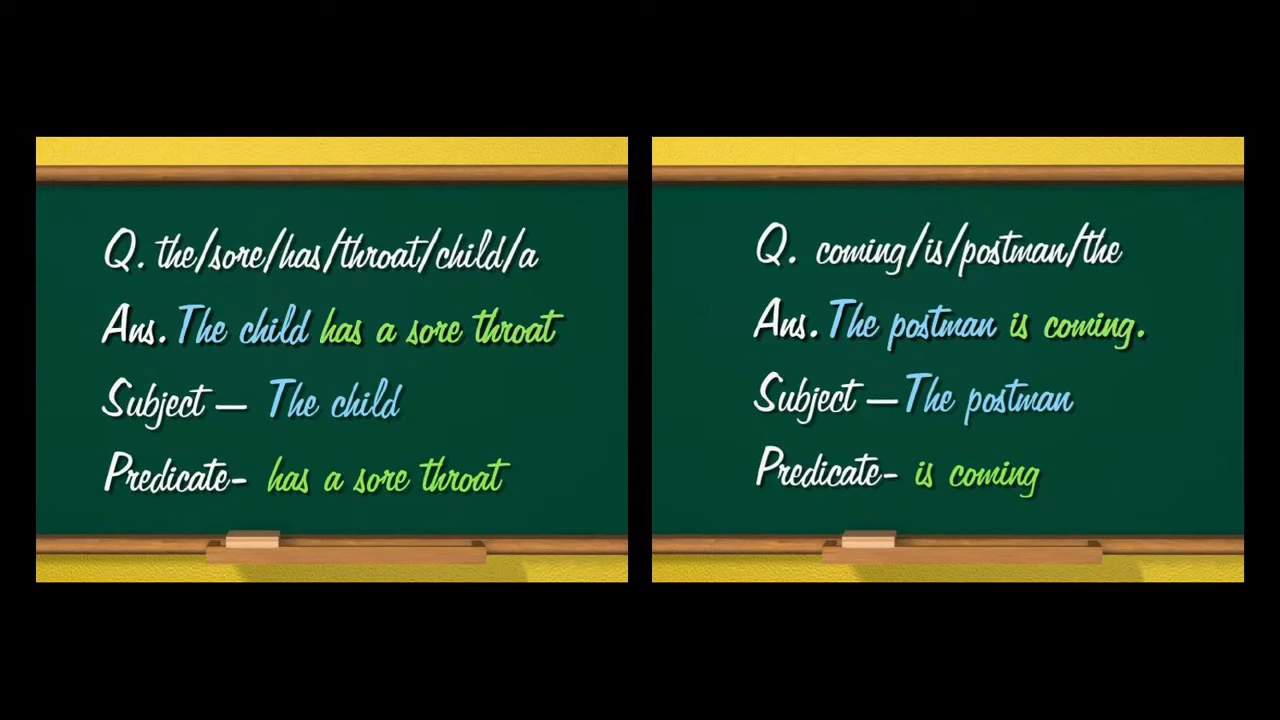 Q. the/sore/has/throat/child/a
Ans. The child has a sore throat
Subject — The child
Predicate- has a sore throat
Q. coming/is/postman/the
Ans. The postman is coming.
Subject —The postman
Predicate- is coming